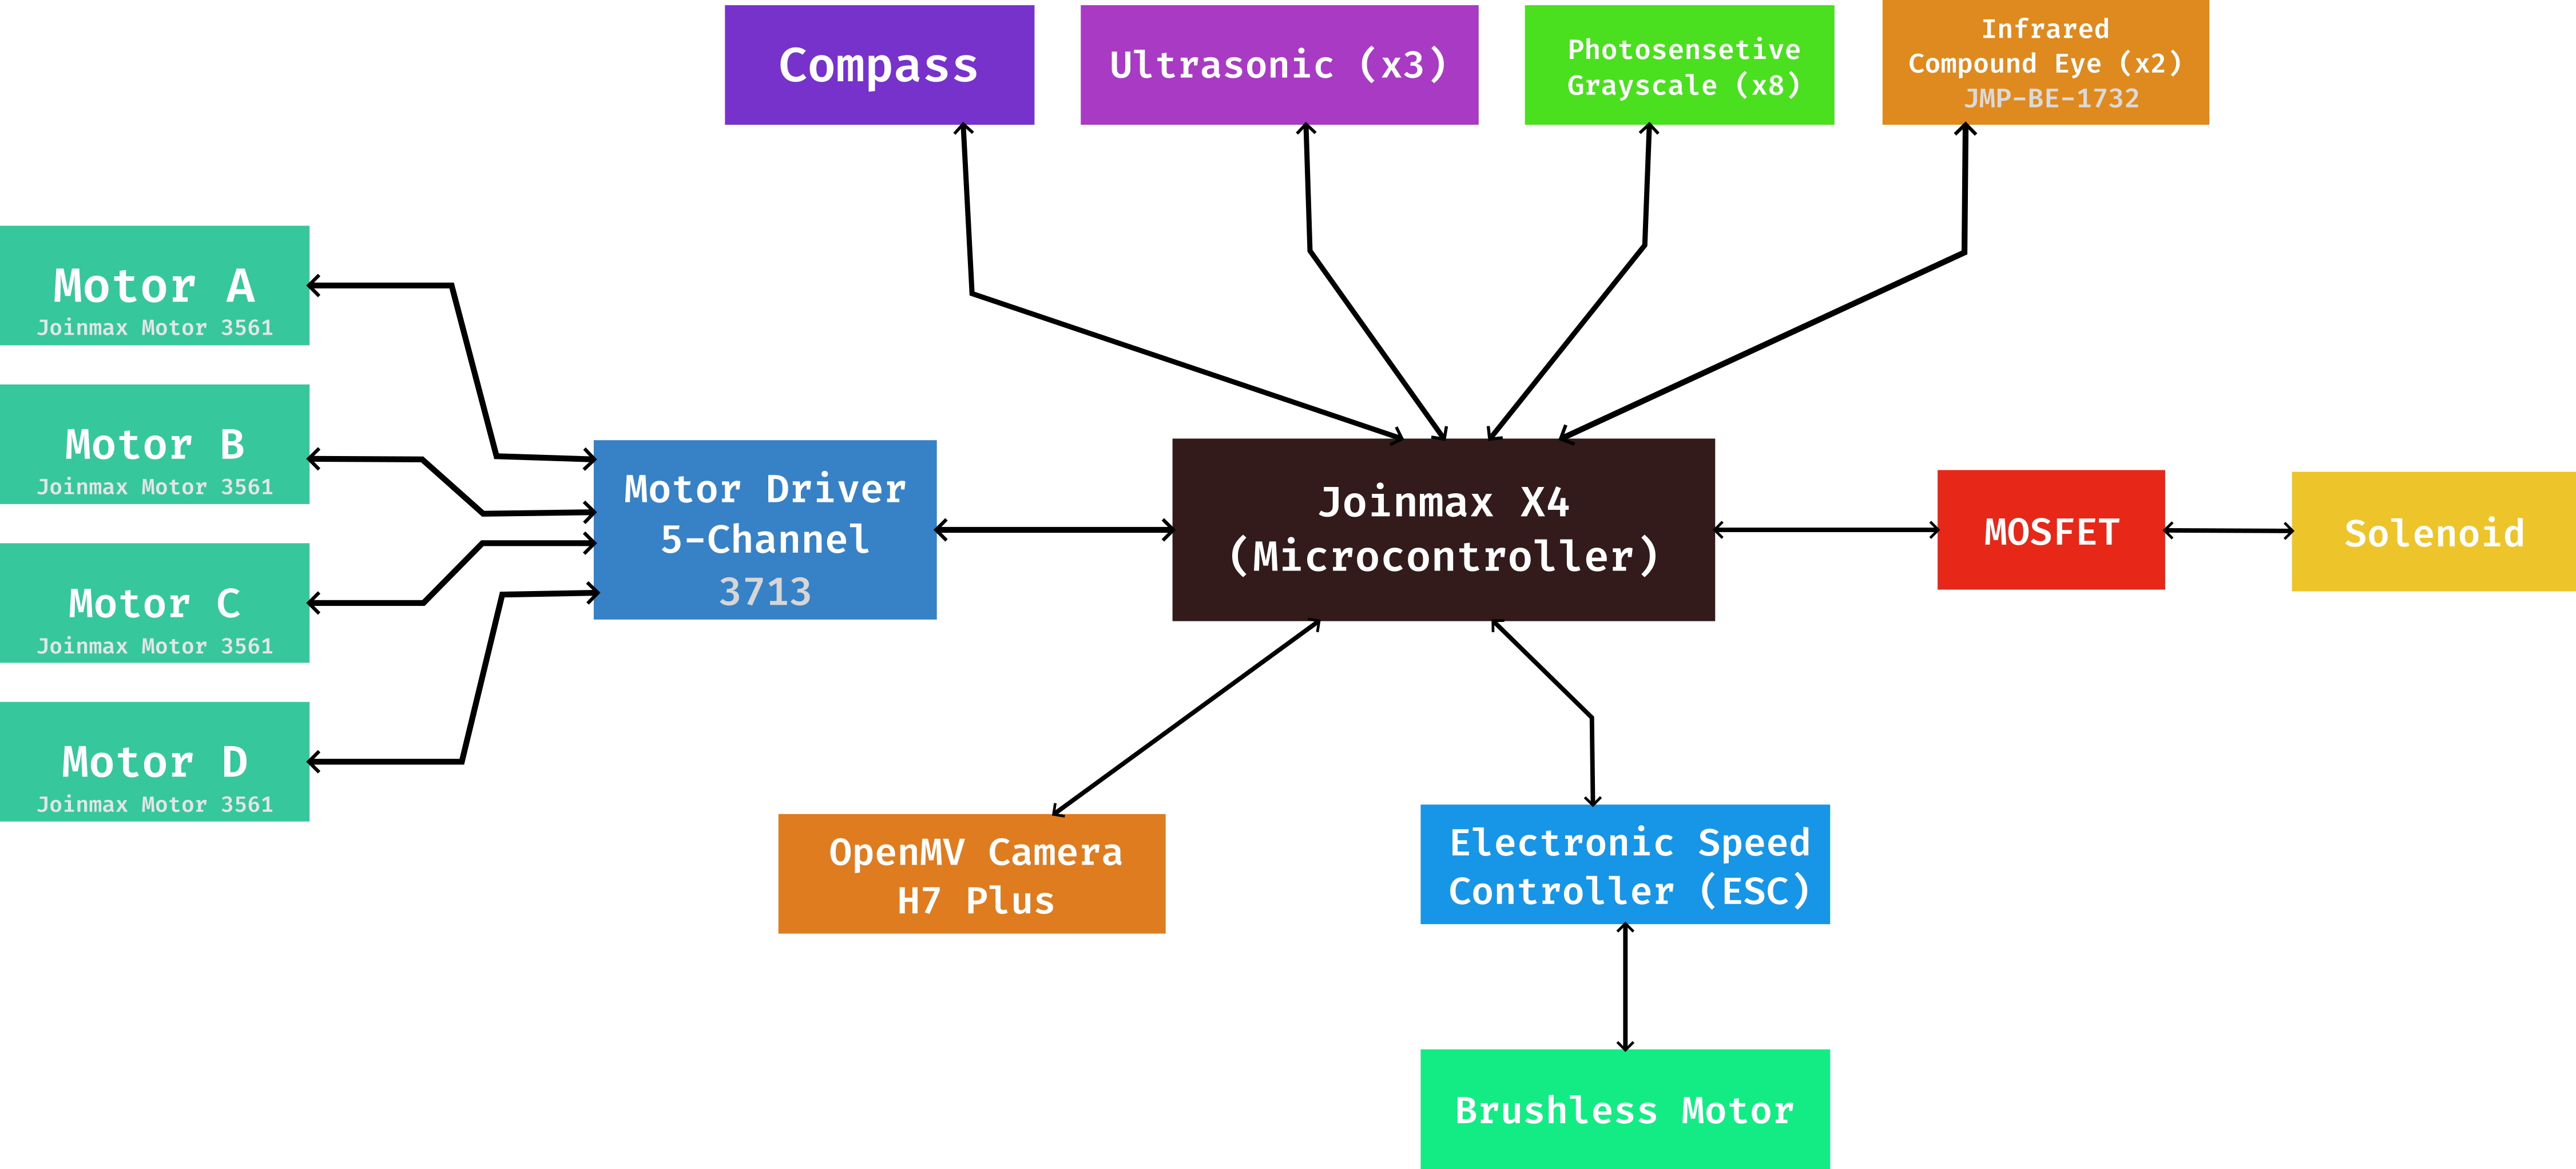 Compass
Ultrasonic (x3)
Photosensetive
Grayscale (x8)
Infrared
Compound Eye (x2)
JMP-BE-1732
Motor A
Joinmax Motor 3561
Motor B
Joinmax Motor 3561
Motor C
Joinmax Motor 3561
Motor D
Joinmax Motor 3561
Motor Driver
5-Channel
3713
Joinmax X4
(Microcontroller)
MOSFET
Solenoid
OpenMV Camera
H7 Plus
Electronic Speed
Controller (ESC)
Brushless Motor